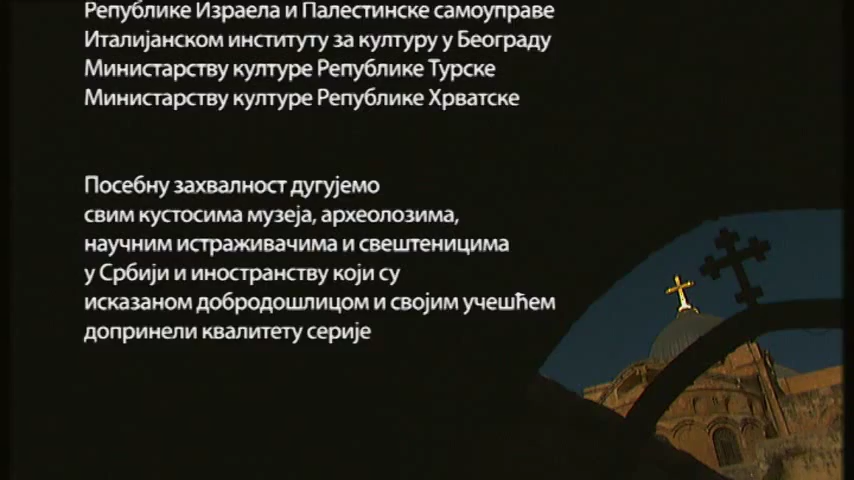 Републике Израела и Палестинске самоуправе
Италијанском институту за културу у Београду
Министарству културе Републике Турске
Министарству културе Републике Хрватске
Посебну захвалност дугујемо
свим кустосима музеја, археолозима,
научним истраживачима и свештеницима
у Србији и иностранству који су
исказаном добродошлицом и својим учешћем
допринели квалитету серије